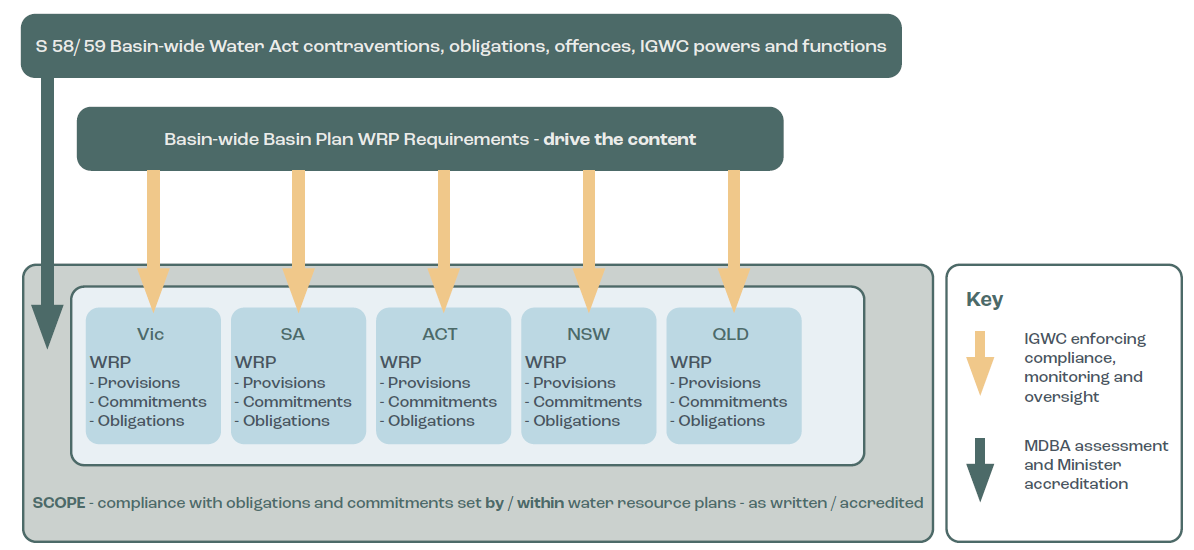 S 58/ 59 Basin-wide Water Act contraventions, obligations, offences, IGWC powers and functions
Basin-wide Basin Plan WRP Requirements - drive the content
Vic
WRP
- Provisions
- Commitments
- Obligations
SA
WRP
- Provisions
- Commitments
- Obligations
ACT
WRP
- Provisions
- Commitments
- Obligations
NSW
WRP
- Provisions
- Commitments
- Obligations
QLD
WRP
- Provisions
- Commitments
- Obligations
SCOPE - compliance with obligations and commitments set by / within water resource plans - as written / accredited
Key
IGWC enforcing
compliance,
monitoring and
oversight
MDBA assessment
and Minister
accreditation